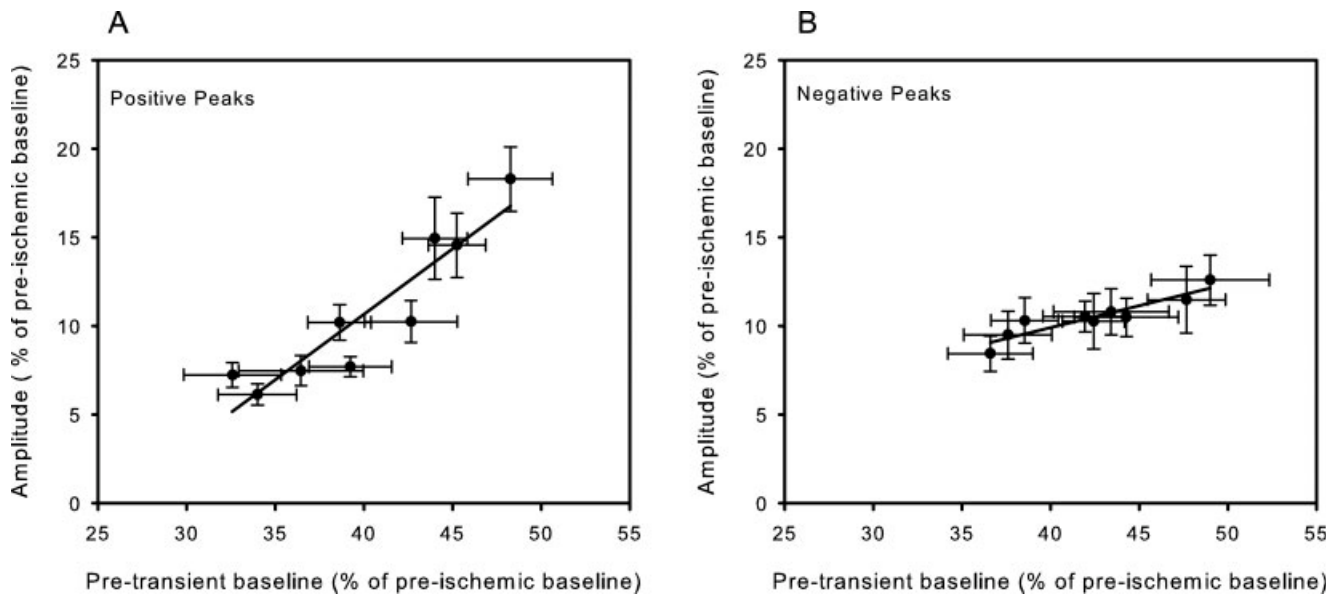 A
Positive Peaks
Amplitude ( % of pre-ischemic baseline)
25
20
15
10
5
0
25 30 35 40 45 50 55
Pre-transient baseline (% of pre-ischemic baseline)
B
Negative Peaks
Amplitude (% of pre-ischemic baseline)
25
20
15
10
5
0
25 30 35 40 45 50 55
Pre-transient baseline (% of pre-ischemic baseline)